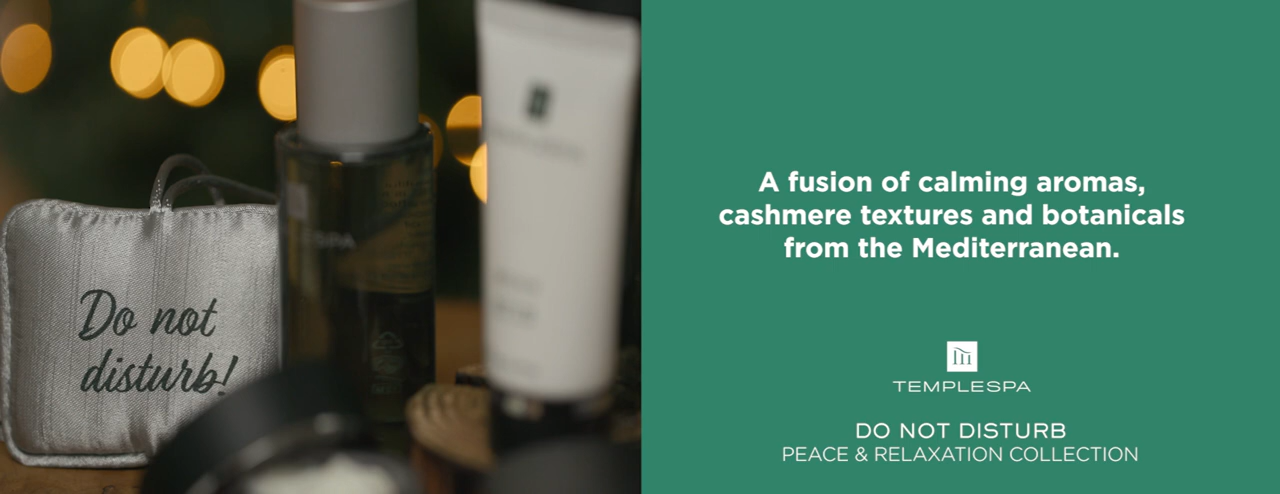 Do not
disturb!
SPA
A fusion of calming aromas,
cashmere textures and botanicals
from the Mediterranean.
TEMPLESPA
DO NOT DISTURB
PEACE & RELAXATION COLLECTION